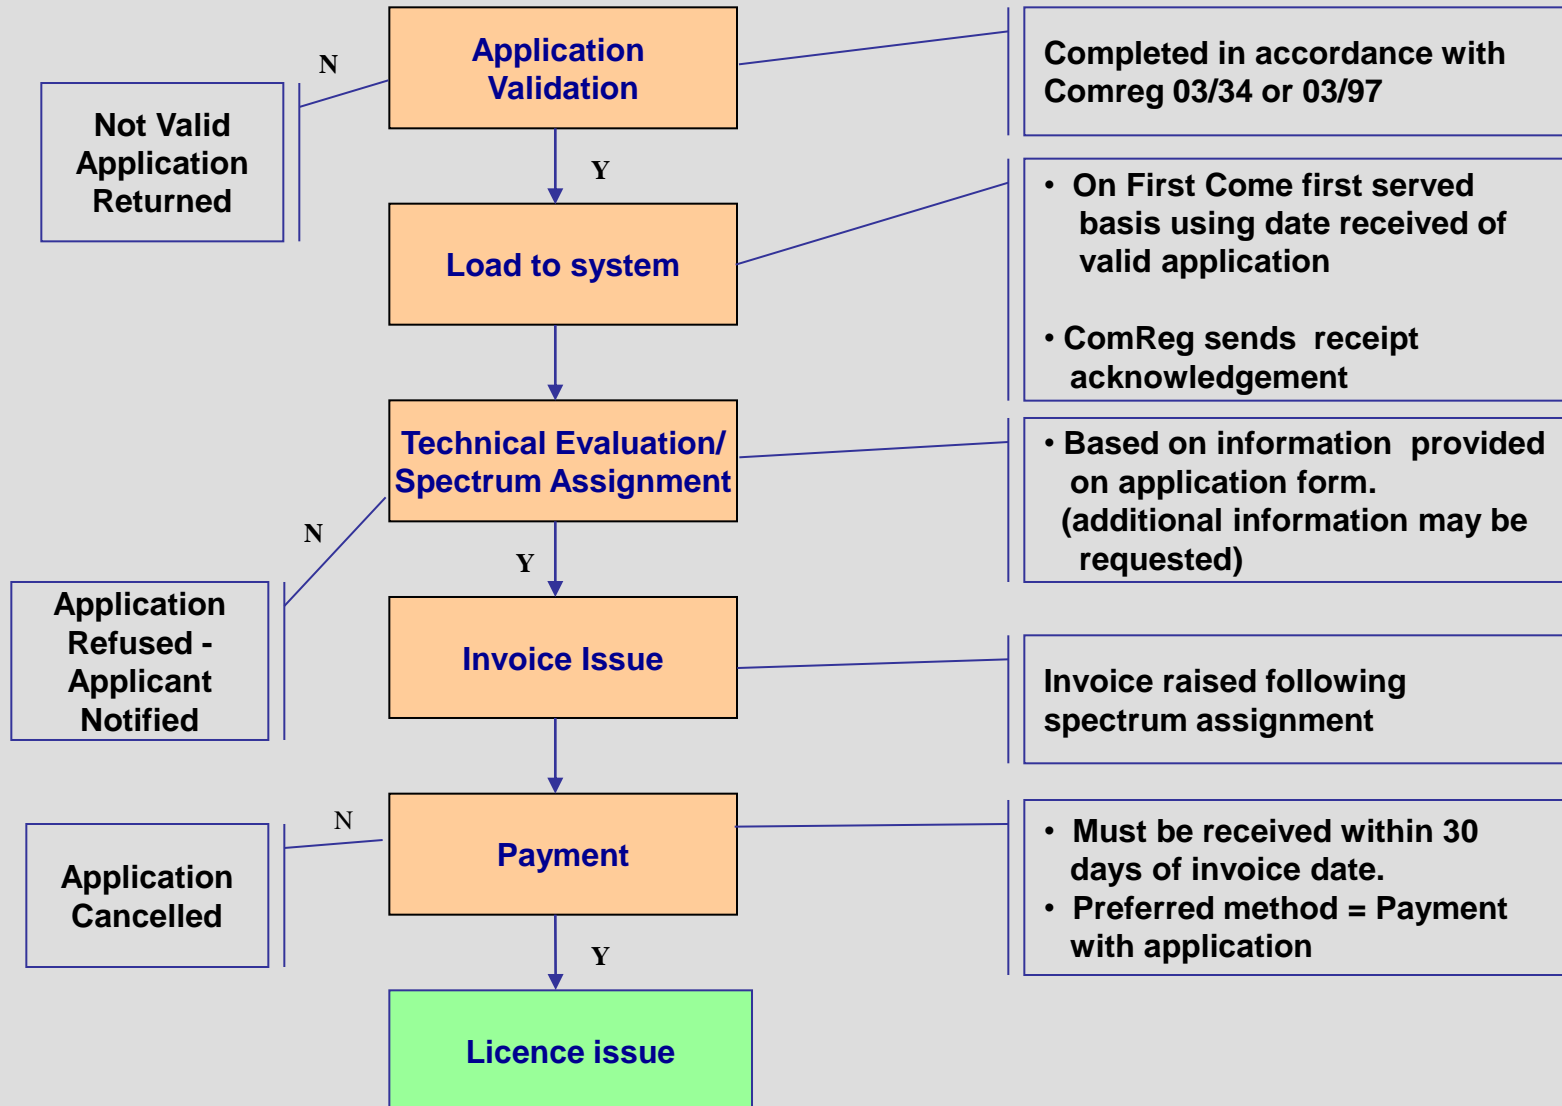 Application
Validation
N
Completed in accordance with
Comreg 03/34 or 03/97
Not Valid
Application
Returned
Y
• On First Come first served
basis using date received of
valid application
• ComReg sends receipt
acknowledgement
Load to system
Technical Evaluation/
Spectrum Assignment
• Based on information provided
on application form.
(additional information may be
requested)
N
Y
Application
Refused -
Applicant
Notified
Invoice Issue
Invoice raised following
spectrum assignment
N
Payment
• Must be received within 30
days of invoice date.
• Preferred method = Payment
with application
Application
Cancelled
Y
Licence issue